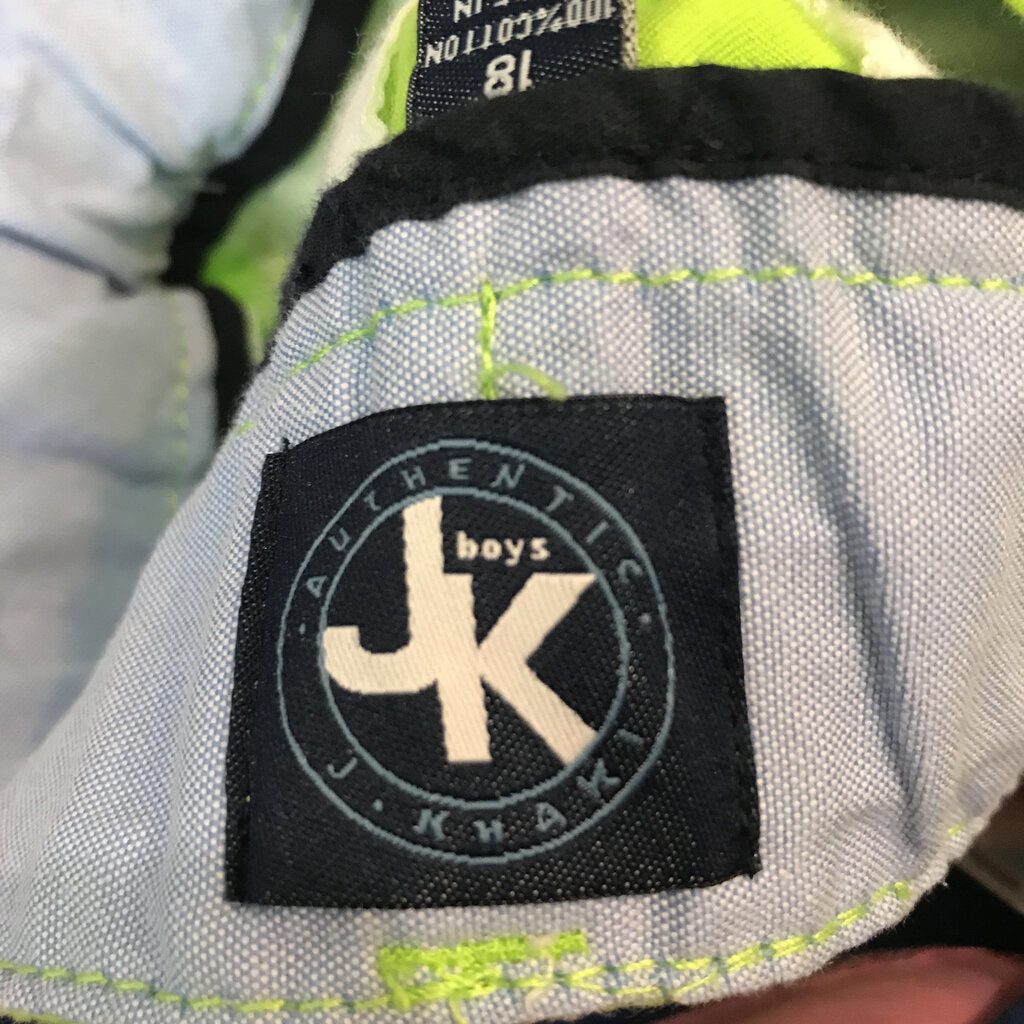 AUTHENTIC
boys
JK
J. KHAKI
18
100%COTTON